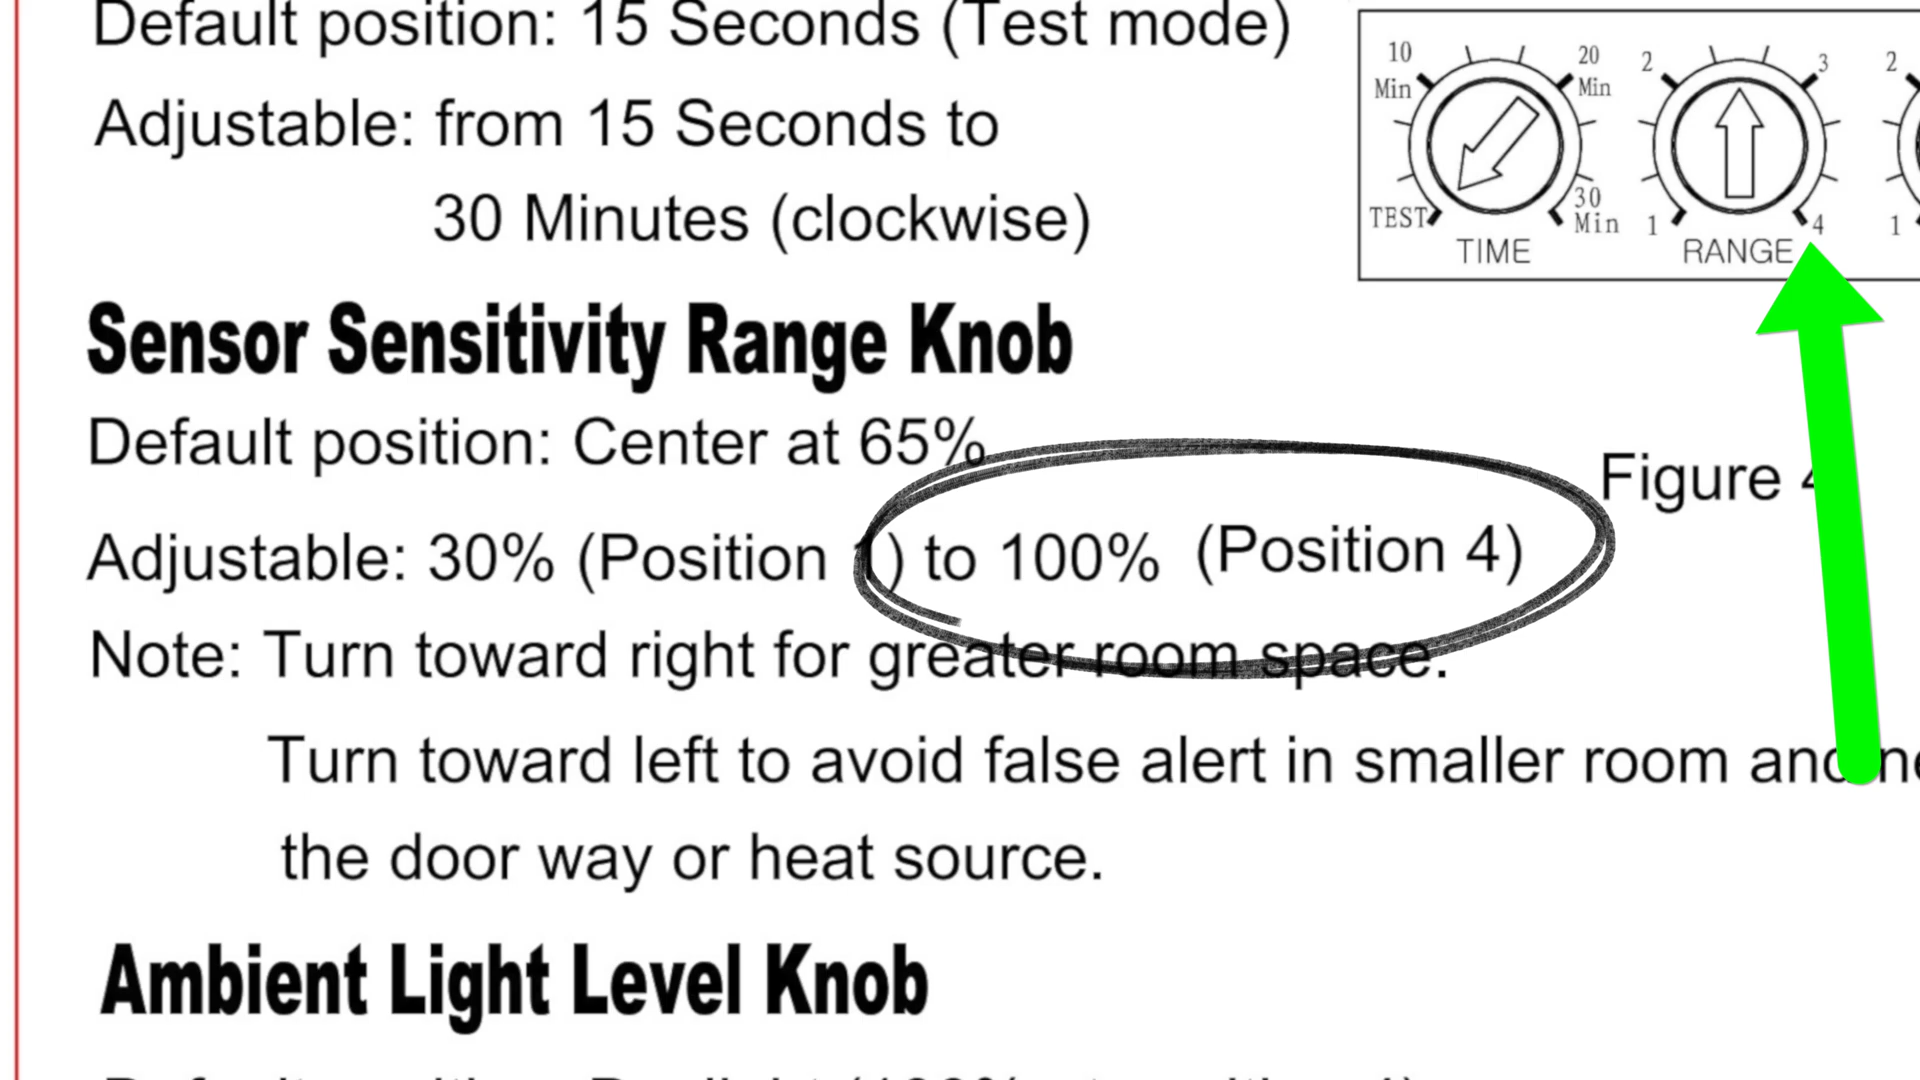 Default position: 15 Seconds (Test mode)
Adjustable: from 15 Seconds to
30 Minutes (clockwise)
10 Min
20 Min
TEST
30 Min
TIME
2
3
1
4
RANGE
2
1
Sensor Sensitivity Range Knob
Default position: Center at 65%
Figure 4
Adjustable: 30% (Position 1) to 100% (Position 4)
Note: Turn toward right for greater room space.
Turn toward left to avoid false alert in smaller room and
the door way or heat source.
Ambient Light Level Knob